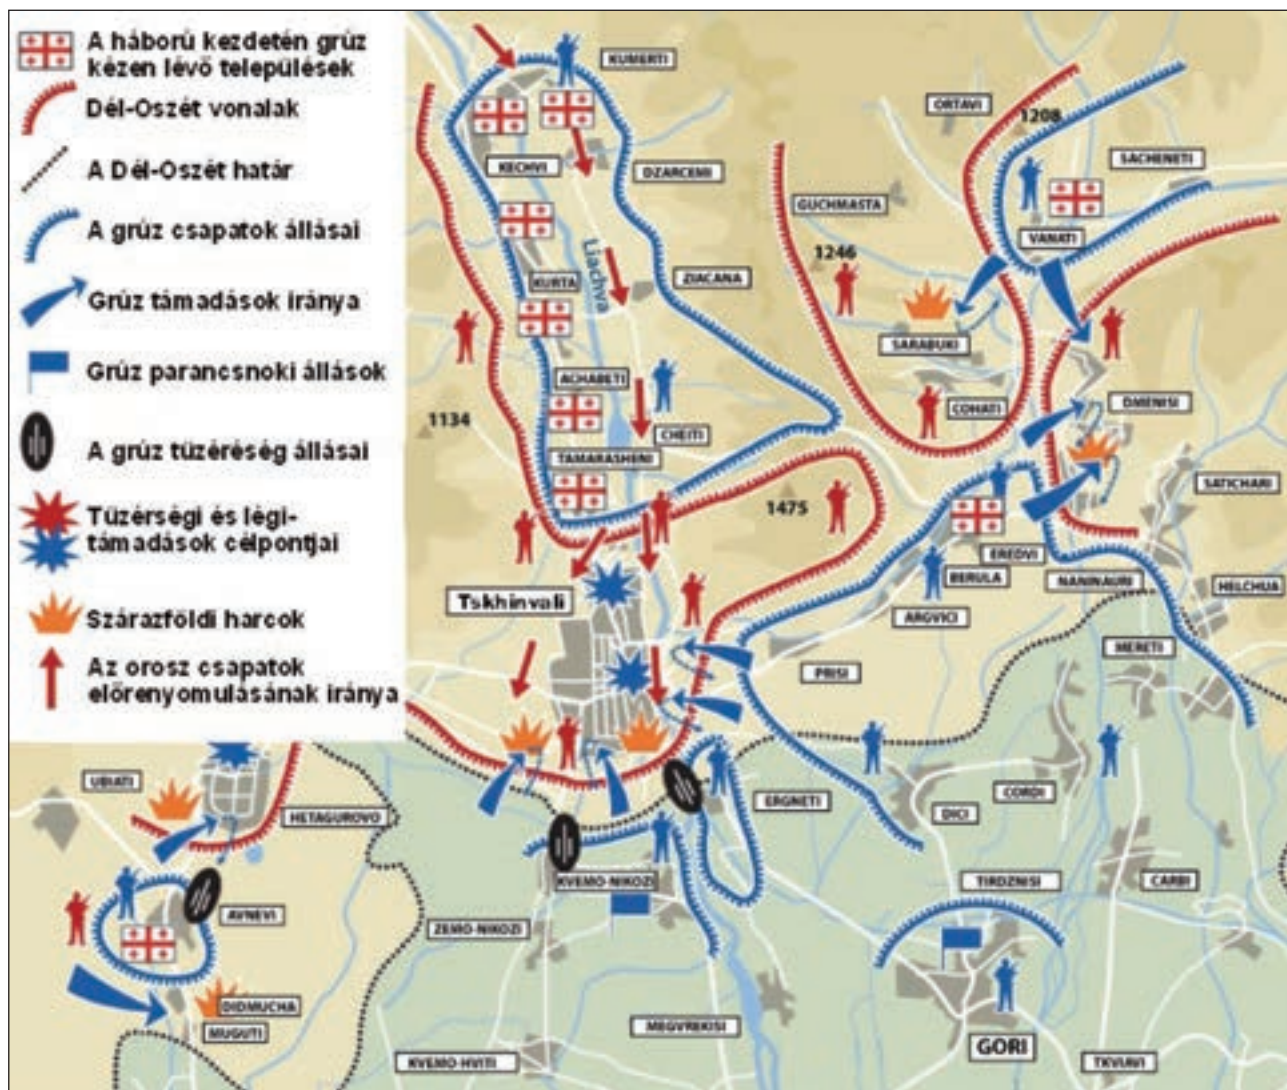 A háború kezdetén grúz
kézen lévő települések
Dél-Oszét vonalak
A Dél-Oszét határ
A grúz csapatok állásai
Grúz támadások iránya
Grúz parancsnoki állások
A grúz tüzéréség állásai
Tüzérségi és légi-
támadások célpontjai
Szárazföldi harcok
Az orosz csapatok
előrenyomulásának iránya
KUMERTI
KECHVI
DZARCEMI
Liachva
KURTA
ZIACANA
ACHABETI
1134
CHEITI
TAMARASHENI
ORTAVI
1208
SACHENETI
GUCHMASTA
VANATI
1246
SARABUKI
COHATI
DMENISI
SATICHARI
1475
EREDVI
BERULA
NANINAURI
HELCHUA
ARGVICI
Tskhinvali
MERETI
PRISI
UBIATI
HETAGUROVO
ERGNETI
CORDI
DICI
KVEMO-NIKOZI
TIRDZNISI
CARBI
AVNEVI
ZEMO-NIKOZI
DIDMUCHA
MUGUTI
MEGVREKISI
GORI
KVEMO-HVITI
TKVIAVI